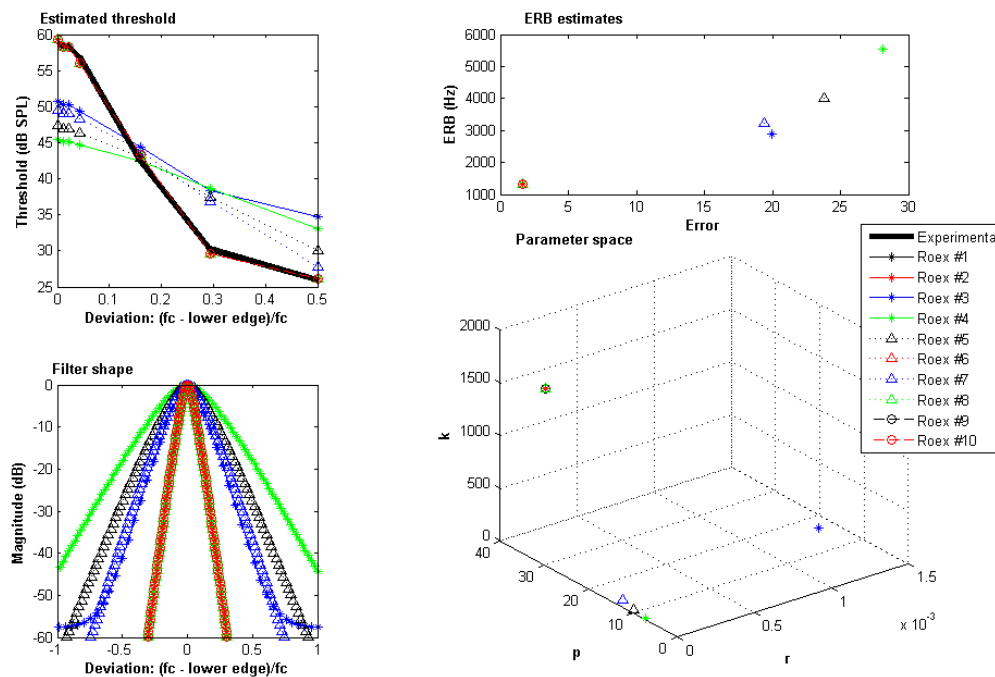 Estimated threshold
60
55
50
45
40
35
30
25
Threshold (dB SPL)
0 0.1 0.2 0.3 0.4 0.5
Deviation: (fc - lower edge)/fc
ERB estimates
6000
5000
4000
3000
2000
1000
ERB (Hz)
0 5 10 15 20 25 30
Error
Filter shape
0
-10
-20
-30
-40
-50
-60
Magnitude (dB)
-1 -0.5 0 0.5 1
Deviation: (fc - lower edge)/fc
Parameter space
2000
1500
1000
500
0
k
40
30
20
10
0
p
0
0.5
1
1.5
x 10^-3
r
Experimenta
Roex #1
Roex #2
Roex #3
Roex #4
Roex #5
Roex #6
Roex #7
Roex #8
Roex #9
Roex #10